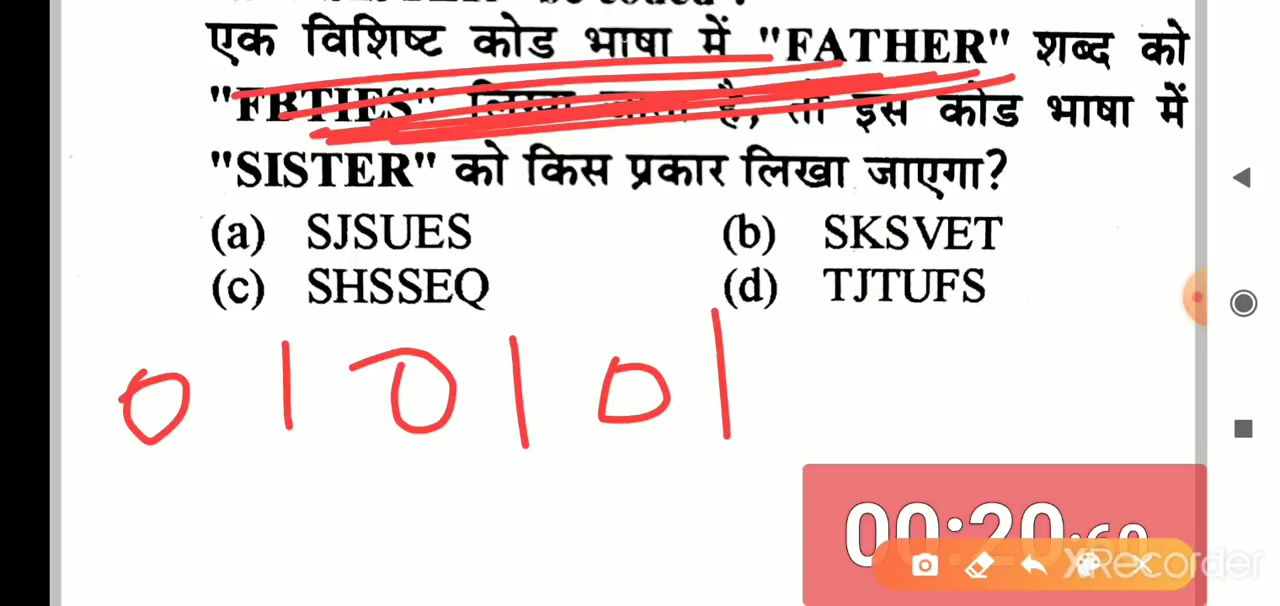 एक विशिष्ट कोड भाषा में "FATHER" शब्द को
"FBTIES" लिखा जाता है, तो इस कोड भाषा में
"SISTER" को किस प्रकार लिखा जाएगा?
(a) SJSUES (b) SKSVET
(c) SHSSEQ (d) TJTUFS
0 1 0 1 0 1
00:20:60
XRecorder